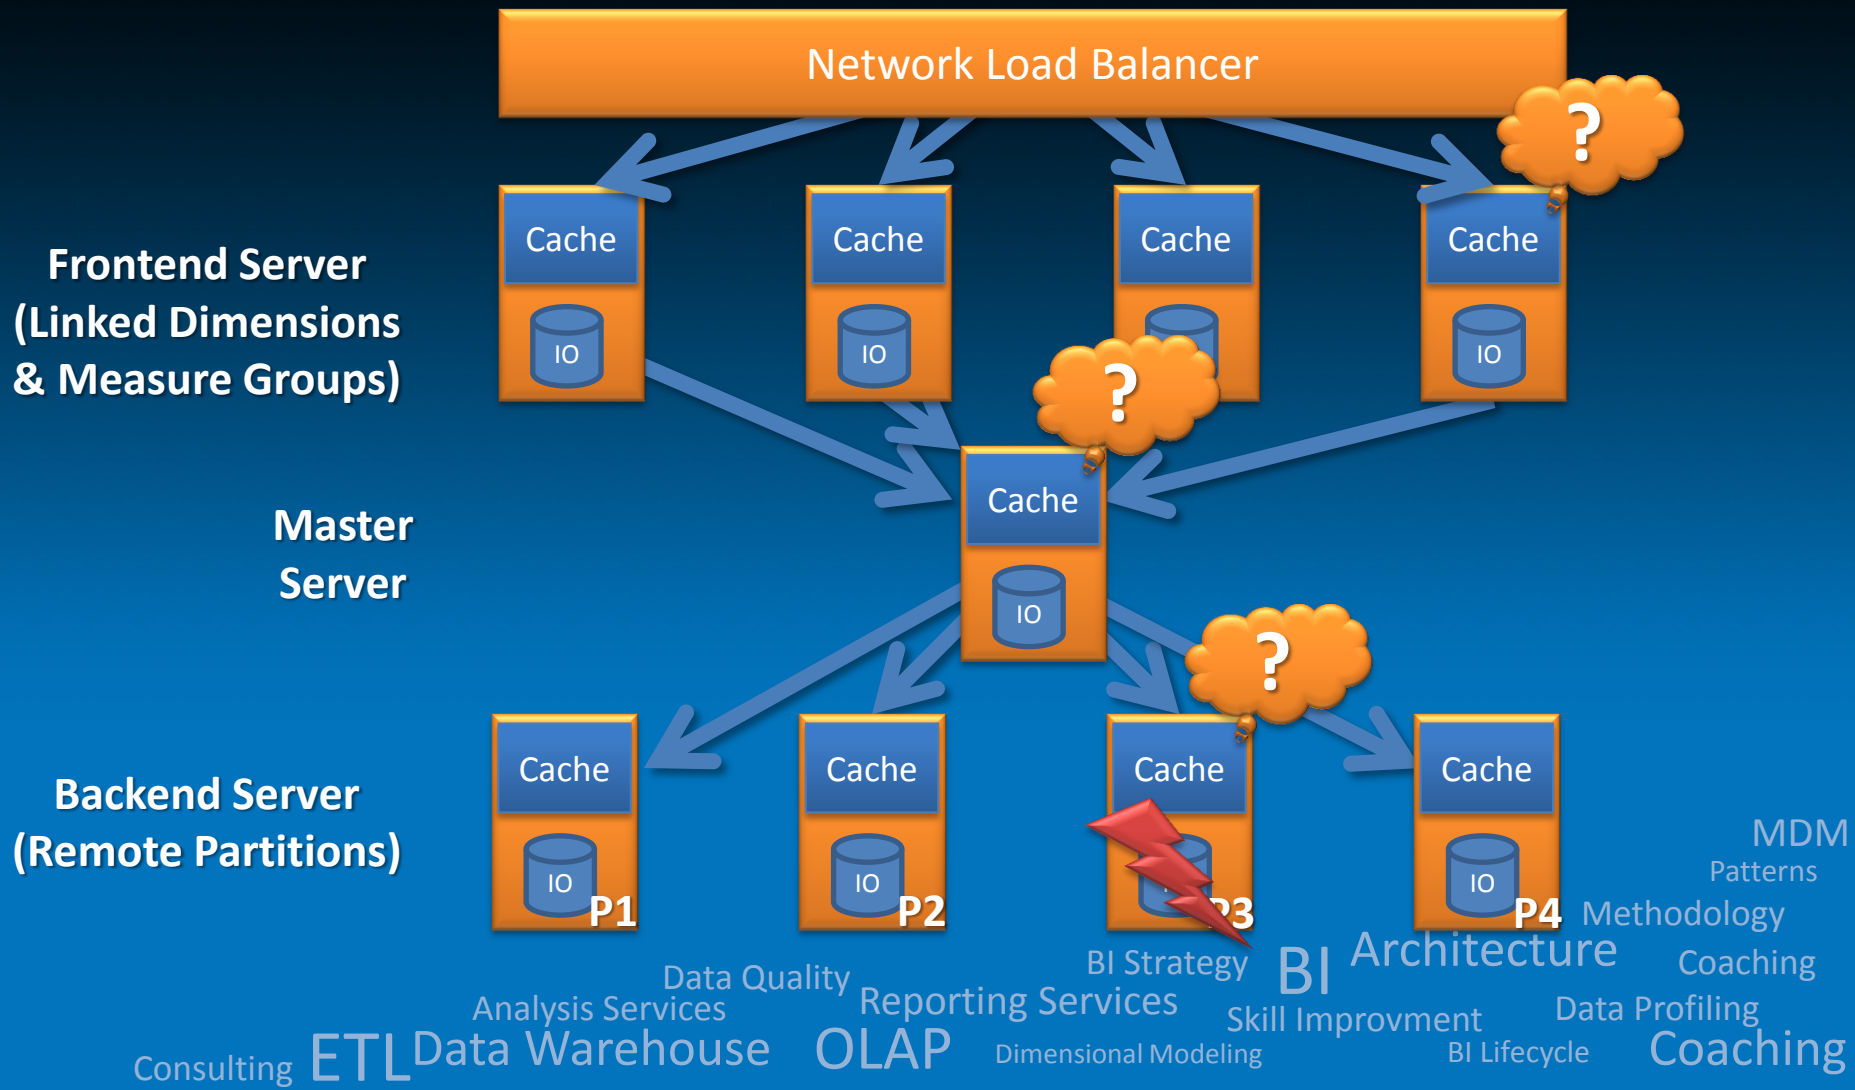 Network Load Balancer
?
Cache
Cache
Cache
Cache
Frontend Server
(Linked Dimensions
& Measure Groups)
IO
IO
IO
?
Cache
Master
Server
IO
?
Cache
Cache
Cache
Cache
Backend Server
(Remote Partitions)
IO
P1
IO
P2
P3
IO
P4
MDM
Patterns
Methodology
Architecture
BI Strategy
BI
Coaching
Data Quality
Analysis Services
Reporting Services
Skill Improvment
Data Profiling
Consulting
ETL
Data Warehouse
OLAP
Dimensional Modeling
BI Lifecycle
Coaching